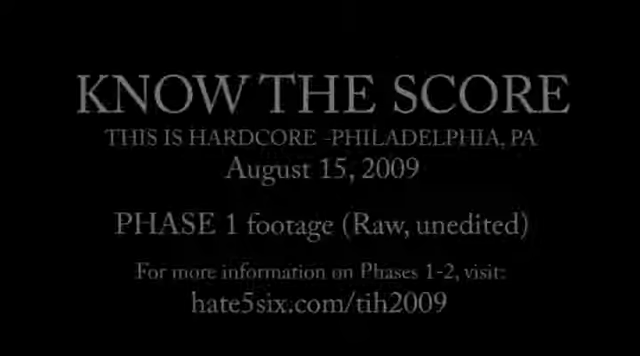 KNOW THE SCORE
THIS IS HARDCORE -PHILADELPHIA, PA
August 15, 2009
PHASE 1 footage (Raw, unedited)
For more information on Phases 1-2, visit:
hate5six.com/tih2009